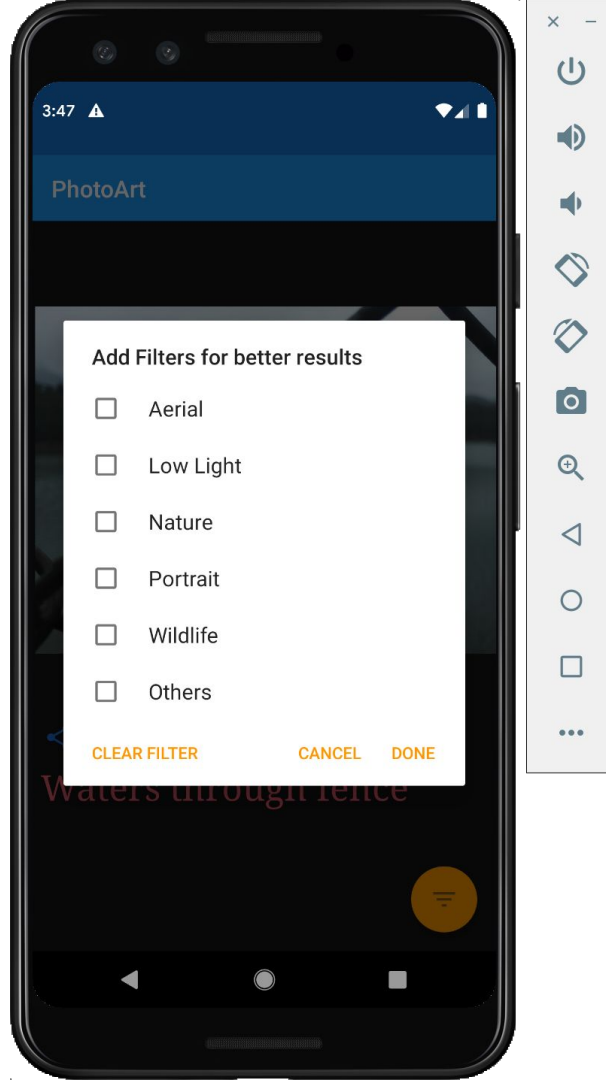 3:47
PhotoArt
Add Filters for better results
Aerial
Low Light
Nature
Portrait
Wildlife
Others
CLEAR FILTER CANCEL DONE
Waters through fence